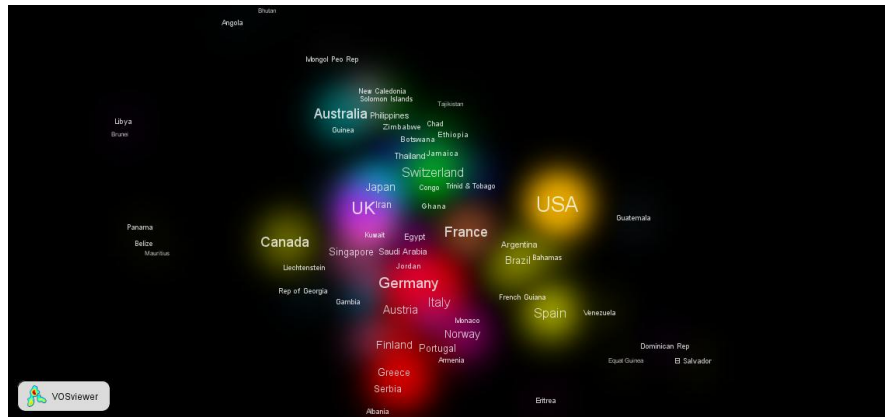 Bhutan
Angola
Mongol Peo Rep
New Caledonia
Solomon Islands
Tajikistan
Australia
Philippines
Libya
Guinea
Zimbabwe
Chad
Brunei
Ethiopia
Botswana
Thailand
Jamaica
Switzerland
Japan
Congo
Trinid & Tobago
UK
Iran
Ghana
USA
Guatemala
Panama
Kuwait
Egypt
France
Canada
Belize
Argentina
Mauritius
Singapore
Saudi Arabia
Brazil
Bahamas
Liechtenstein
Jordan
Germany
Rep of Georgia
French Guiana
Gambia
Italy
Austria
Spain
Venezuela
Monaco
Norway
Finland
Portugal
Dominican Rep
Armenia
Equat Guinea
El Salvador
Greece
Serbia
VOSviewer
Eritrea
Albania